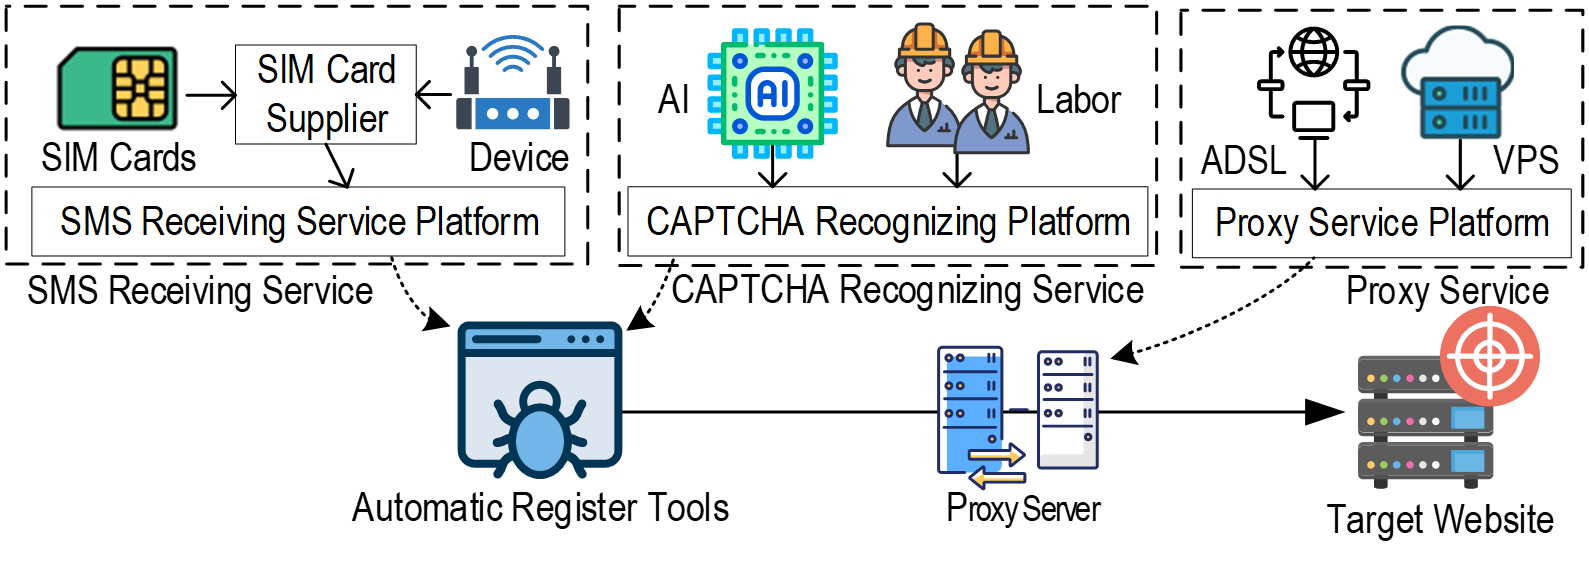 SIM Card
Supplier
SIM Cards
Device
SMS Receiving Service Platform
SMS Receiving Service
AI
AI
Labor
CAPTCHA Recognizing Platform
CAPTCHA Recognizing Service
ADSL
VPS
Proxy Service Platform
Proxy Service
Automatic Register Tools
Proxy Server
Target Website